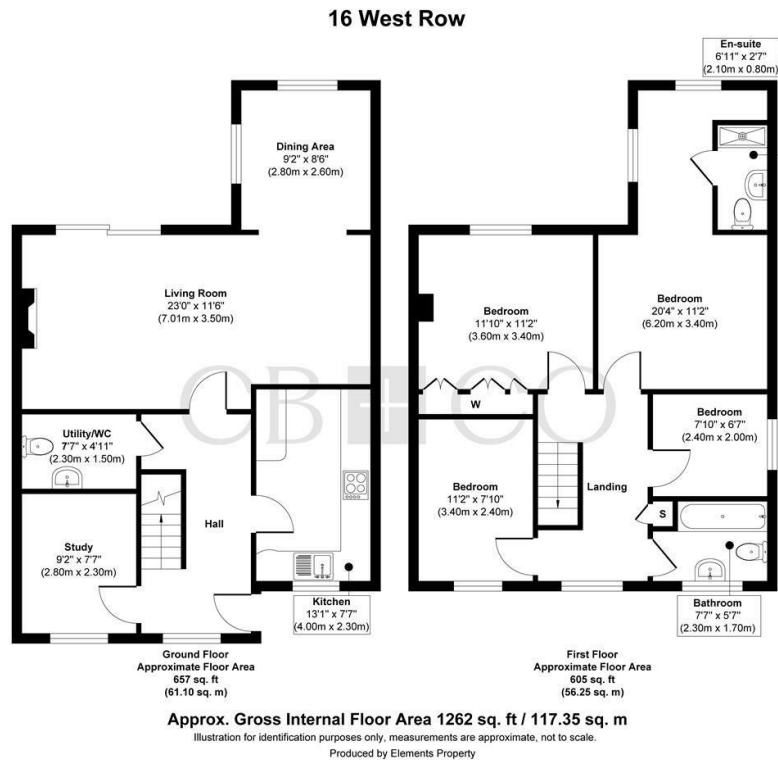 16 West Row
En-suite
6'11" x 2'7"
(2.10m x 0.80m)
Dining Area
9'2" x 8'6"
(2.80m x 2.60m)
Living Room
23'0" x 11'6"
(7.01m x 3.50m)
Bedroom
11'10" x 11'2"
(3.60m x 3.40m)
Bedroom
20'4" x 11'2"
(6.20m x 3.40m)
CB CO
W
Utility/WC
7'7" x 4'11"
(2.30m x 1.50m)
Bedroom
7'10" x 6'7"
(2.40m x 2.00m)
Bedroom
11'2" x 7'10"
(3.40m x 2.40m)
Landing
S
Hall
Study
9'2" x 7'7"
(2.80m x 2.30m)
Kitchen
13'1" x 7'7"
(4.00m x 2.30m)
Bathroom
7'7" x 5'7"
(2.30m x 1.70m)
Ground Floor
Approximate Floor Area
657 sq. ft
(61.10 sq. m)
First Floor
Approximate Floor Area
605 sq. ft
(56.25 sq. m)
Approx. Gross Internal Floor Area 1262 sq. ft / 117.35 sq. m
Illustration for identification purposes only, measurements are approximate, not to scale.
Produced by Elements Property